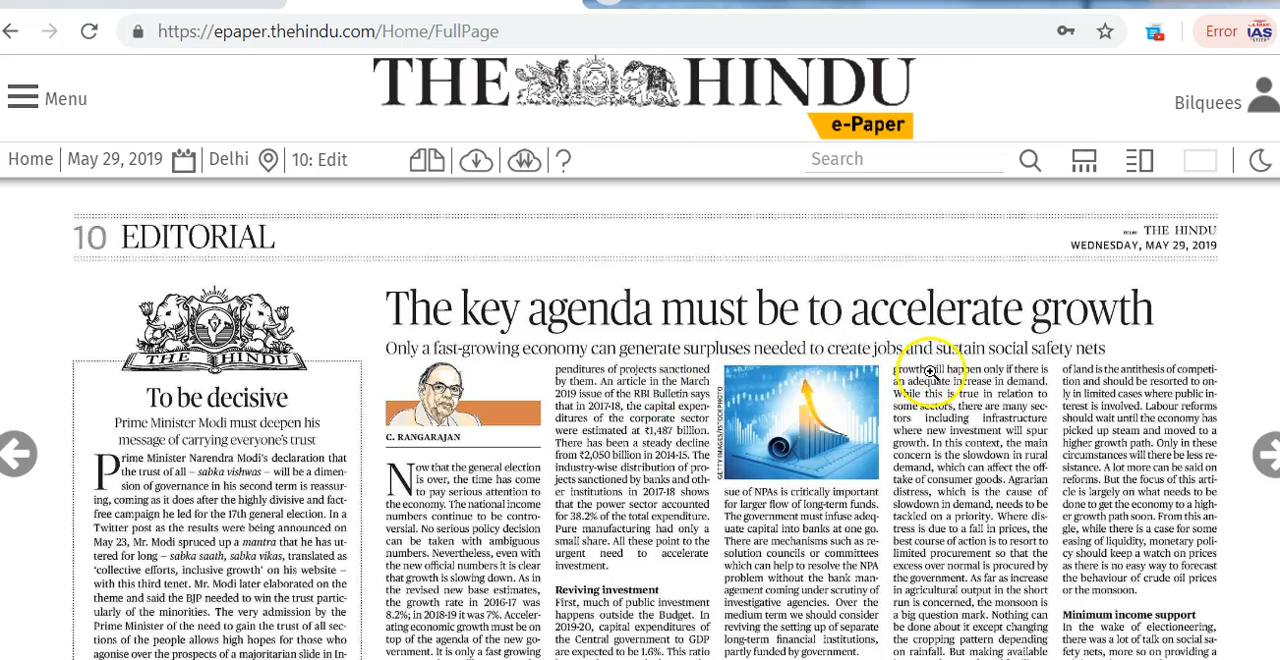 https://epaper.thehindu.com/Home/FullPage
Error
IAS
Menu
THE HINDU
e-Paper
Bilquees
Home
May 29, 2019
Delhi
10: Edit
Search
10 EDITORIAL
THE HINDU
WEDNESDAY, MAY 29, 2019
THE HINDU
To be decisive
Prime Minister Modi must deepen his
message of carrying everyone's trust
Prime Minister Narendra Modi's declaration that
the trust of all – sabka vishwas – will be a dimen-
sion of governance in his second term is reassur-
ing, coming as it does after the highly divisive and fact-
free campaign he led for the 17th general election. In a
Twitter post as the results were being announced on
May 23, Mr. Modi spruced up a mantra that he has ut-
tered for long – sabka saath, sabka vikas, translated as
'collective efforts, inclusive growth' on his website –
with this third tenet. Mr. Modi later elaborated on the
theme and said the BJP needed to win the trust partic-
ularly of the minorities. The very admission by the
Prime Minister of the need to gain the trust of all sec-
tions of the people allows high hopes for those who
agonise over the prospects of a majoritarian slide in In-
The key agenda must be to accelerate growth
Only a fast-growing economy can generate surpluses needed to create jobs and sustain social safety nets
C. RANGARAJAN
Now that the general election
is over, the time has come
to pay serious attention to
the economy. The national income
numbers continue to be contro-
versial. No serious policy decision
can be taken with ambiguous
numbers. Nevertheless, even with
the new official numbers it is clear
that growth is slowing down. As in
the revised new base estimates,
the growth rate in 2016-17 was
8.2%; in 2018-19 it was 7%. Acceler-
ating economic growth must be on
top of the agenda of the new go-
vernment. It is only a fast growing
penditures of projects sanctioned
by them. An article in the March
2019 issue of the RBI Bulletin says
that in 2017-18, the capital expen-
ditures of the corporate sector
were estimated at ₹1,487 billion.
There has been a steady decline
from ₹2,050 billion in 2014-15. The
industry-wise distribution of pro-
jects sanctioned by banks and oth-
er institutions in 2017-18 shows
that the power sector accounted
for 38.2% of the total expenditure.
Pure manufacturing had only a
small share. All these point to the
urgent need to accelerate
investment.
Reviving investment
First, much of public investment
happens outside the Budget. In
2019-20, capital expenditures of
the Central government to GDP
are expected to be 1.6%. This ratio
GETTY IMAGES/ISTOCKPHOTO
sue of NPAs is critically important
for larger flow of long-term funds.
The government must infuse adeq-
uate capital into banks at one go.
There are mechanisms such as re-
solution councils or committees
which can help to resolve the NPA
problem without the bank man-
agement coming under scrutiny of
investigative agencies. Over the
medium term we should consider
reviving the setting up of separate
long-term financial institutions,
partly funded by government.
growth will happen only if there is
an adequate increase in demand.
While this is true in relation to
some sectors, there are many sec-
tors including infrastructure
where new investment will spur
growth. In this context, the main
concern is the slowdown in rural
demand, which can affect the off-
take of consumer goods. Agrarian
distress, which is the cause of
slowdown in demand, needs to be
tackled on a priority. Where dis-
tress is due to a fall in prices, the
best course of action is to resort to
limited procurement so that the
excess over normal is procured by
the government. As far as increase
in agricultural output in the short
run is concerned, the monsoon is
a big question mark. Nothing can
be done about it except changing
the cropping pattern depending
on rainfall. But making available
of land is the antithesis of competi-
tion and should be resorted to on-
ly in limited cases where public in-
terest is involved. Labour reforms
should wait until the economy has
picked up steam and moved to a
higher growth path. Only in these
circumstances will there be less re-
sistance. A lot more can be said on
reforms. But the focus of this arti-
cle is largely on what needs to be
done to get the economy to a high-
er growth path soon. From this an-
gle, while there is a case for some
easing of liquidity, monetary poli-
cy should keep a watch on prices
as there is no easy way to forecast
the behaviour of crude oil prices
or the monsoon.
Minimum income support
In the wake of electioneering,
there was a lot of talk on social sa-
fety nets, more so on providing a